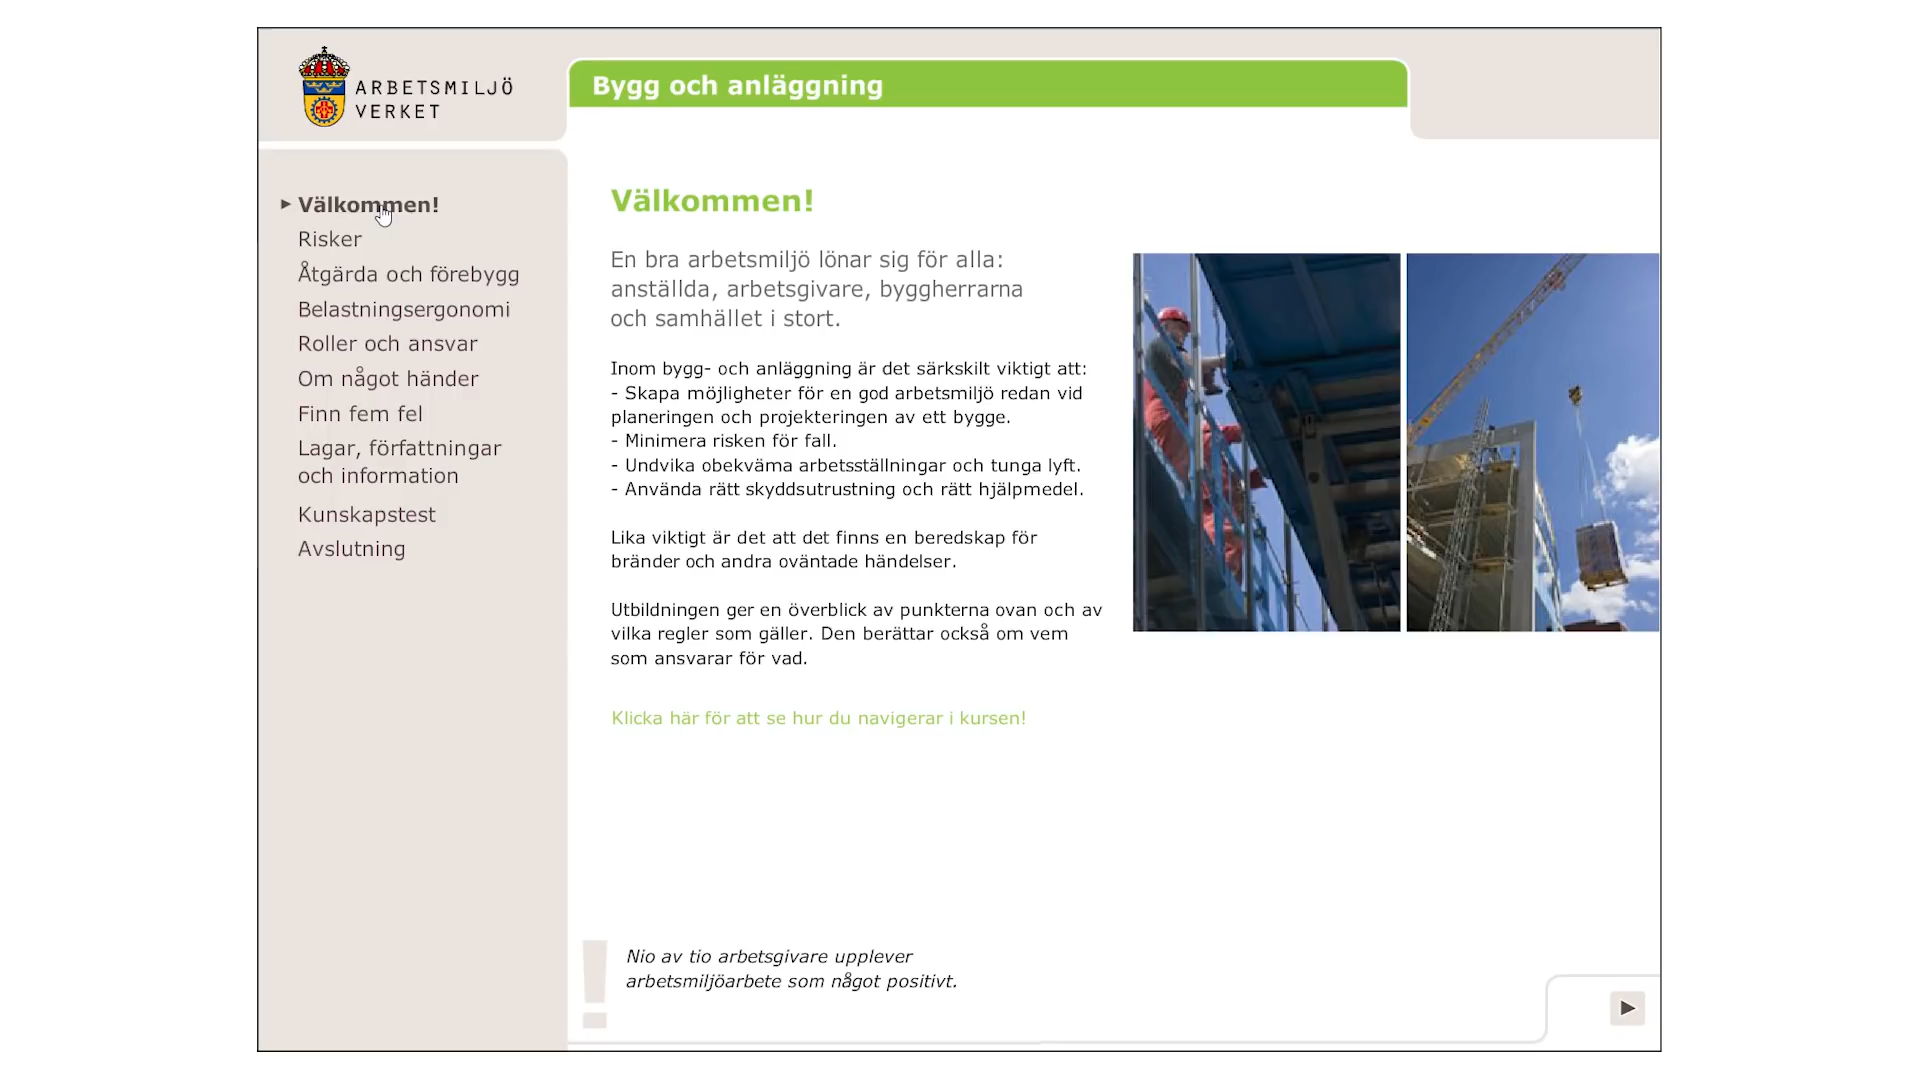 ARBETSMILJÖ
VERKET
Bygg och anläggning
Välkommen!
Risker
Åtgärda och förebygg
Belastningsergonomi
Roller och ansvar
Om något händer
Finn fem fel
Lagar, författningar
och information
Kunskapstest
Avslutning
Välkommen!
En bra arbetsmiljö lönar sig för alla:
anställda, arbetsgivare, byggherrarna
och samhället i stort.
Inom bygg- och anläggning är det särkskilt viktigt att:
- Skapa möjligheter för en god arbetsmiljö redan vid
planeringen och projekteringen av ett bygge.
- Minimera risken för fall.
- Undvika obekväma arbetsställningar och tunga lyft.
- Använda rätt skyddsutrustning och rätt hjälpmedel.
Lika viktigt är det att det finns en beredskap för
bränder och andra oväntade händelser.
Utbildningen ger en överblick av punkterna ovan och av
vilka regler som gäller. Den berättar också om vem
som ansvarar för vad.
Klicka här för att se hur du navigerar i kursen!
! Nio av tio arbetsgivare upplever
arbetsmiljöarbete som något positivt.